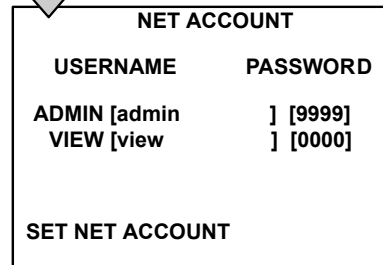 NET ACCOUNT
USERNAME PASSWORD
ADMIN [admin ] [9999]
VIEW [view ] [0000]
SET NET ACCOUNT